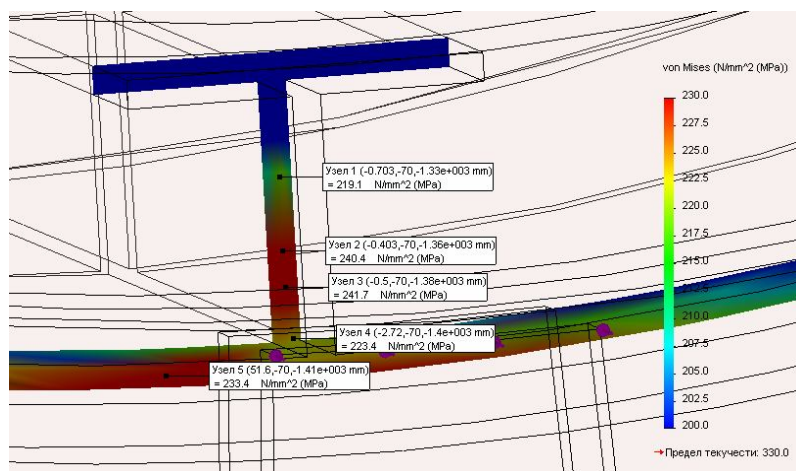 von Mises (N/mm^2 (MPa))
230.0
227.5
225.0
222.5
220.0
217.5
215.0
212.5
210.0
207.5
205.0
202.5
200.0
Предел текучести: 330.0
Узел 1 (-0.703,-70,-1.33e+003 mm)
= 219.1 N/mm^2 (MPa)
Узел 2 (-0.403,-70,-1.36e+003 mm)
= 240.4 N/mm^2 (MPa)
Узел 3 (-0.5,-70,-1.38e+003 mm)
= 241.7 N/mm^2 (MPa)
Узел 4 (-2.72,-70,-1.4e+003 mm)
= 223.4 N/mm^2 (MPa)
Узел 5 (51.6,-70,-1.41e+003 mm)
= 233.4 N/mm^2 (MPa)